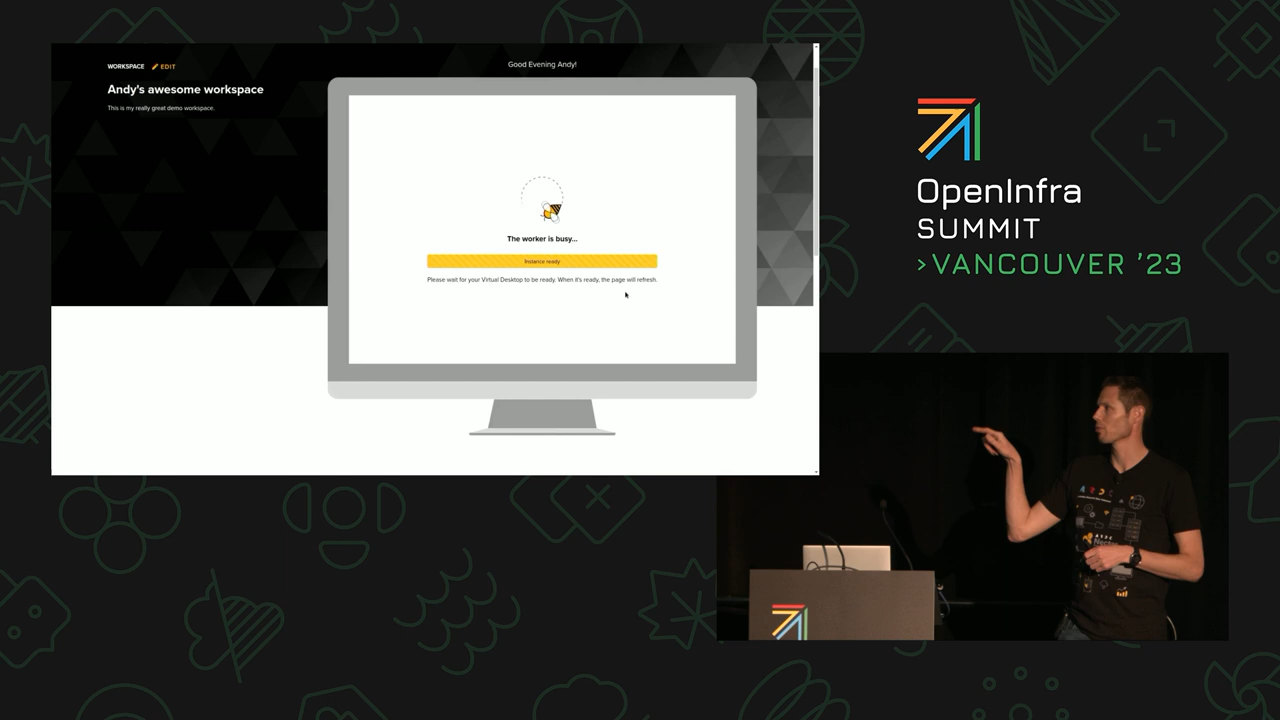 WORKSPACE EDIT
Good Evening Andy!
Andy's awesome workspace
This is my really great demo workspace.
The worker is busy...
Instance ready
Please wait for your Virtual Desktop to be ready. When it's ready, the page will refresh.
OpenInfra
SUMMIT
>VANCOUVER '23
ARDC
Nectar